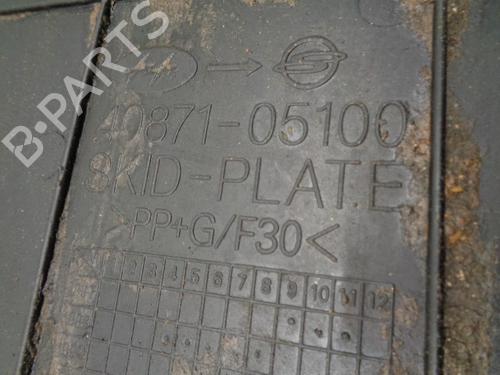 B-PARTS
40871-05100
SKID-PLATE
>PP+G/F30<
1 2 3 4 5 6 7 8 9 10 11 12